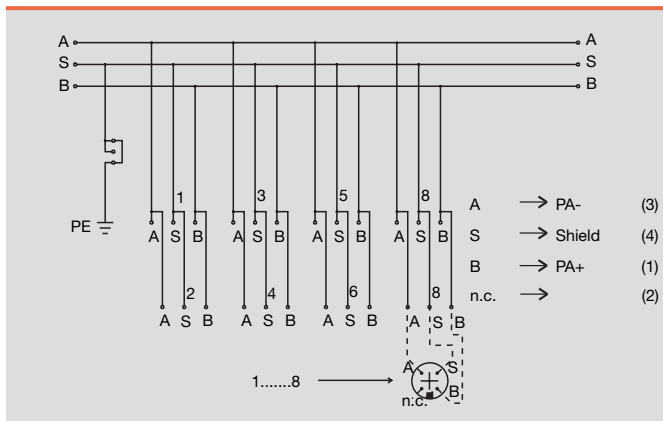 A A
S S
B B
1 3 5 8
PE
A S B A S B A S B A S B
2 4 6 8
A S B A S B A S B A S B
A → PA- (3)
S → Shield (4)
B → PA+ (1)
n.c. → (2)
A S
B
n.c.
1.......8